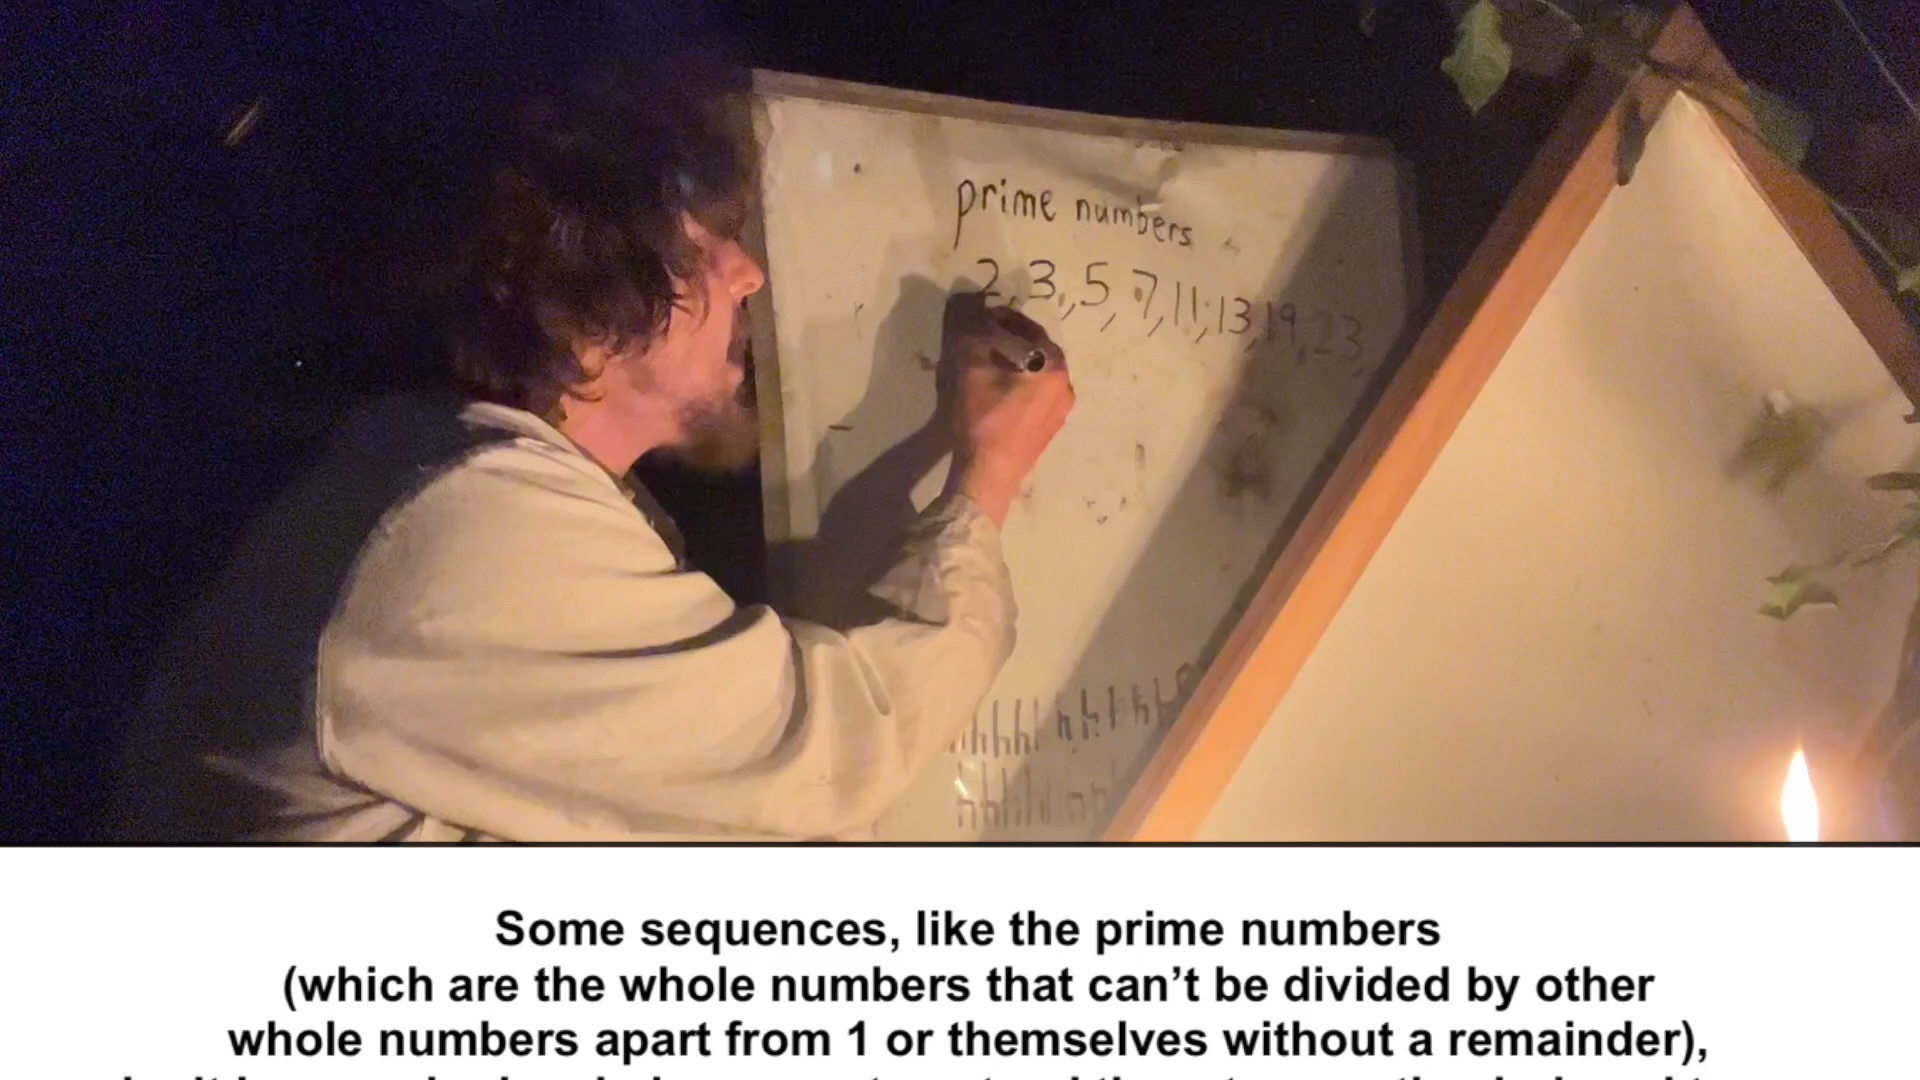 prime numbers
2, 3, 5, 7, 11, 13, 19, 23,
Some sequences, like the prime numbers
(which are the whole numbers that can’t be divided by other
whole numbers apart from 1 or themselves without a remainder),